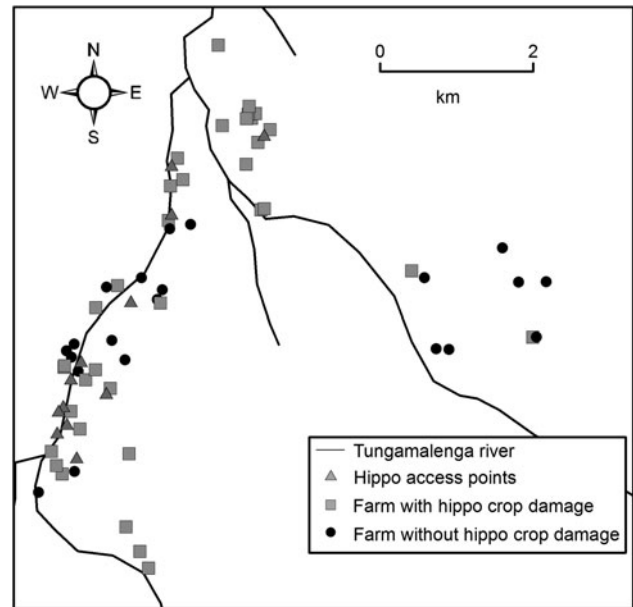 N
W E
S
0 2
km
Tungamalenga river
Hippo access points
Farm with hippo crop damage
Farm without hippo crop damage